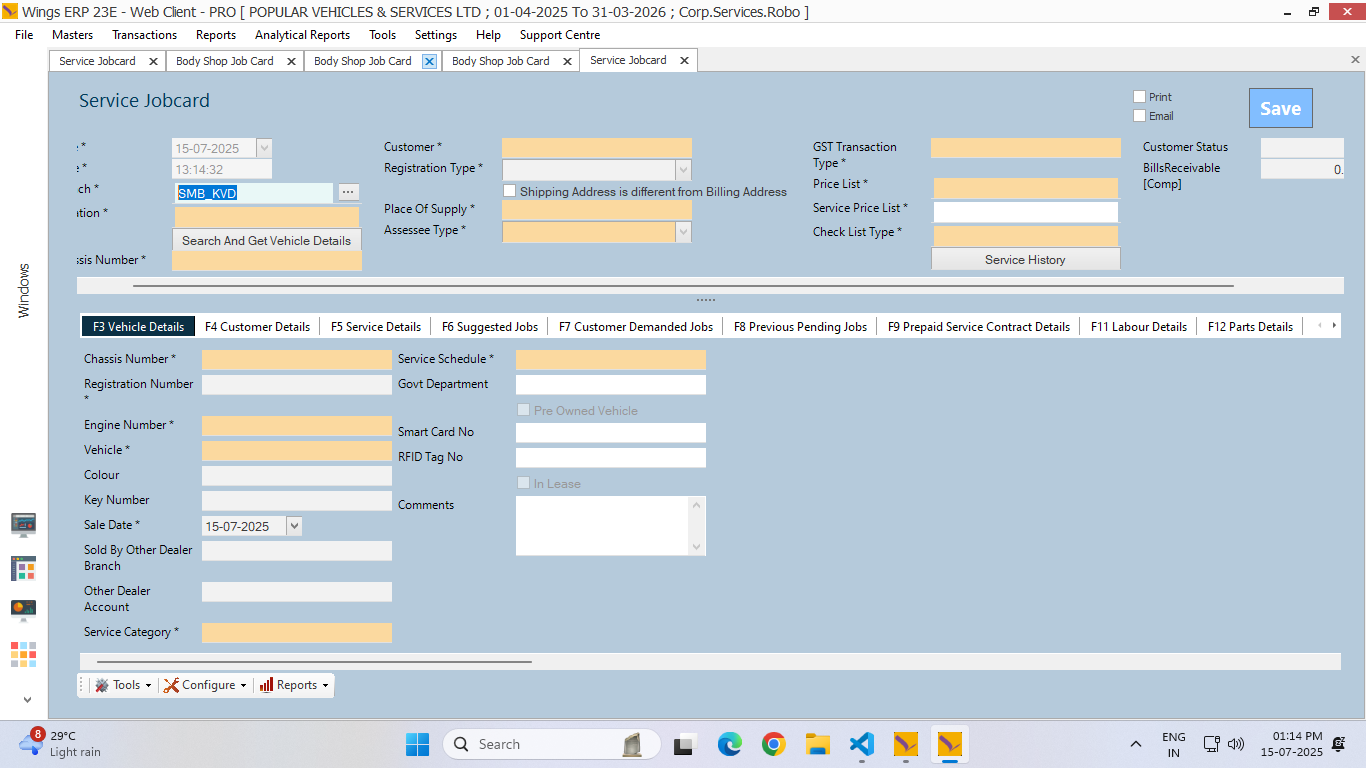 Wings ERP 23E - Web Client - PRO [ POPULAR VEHICLES & SERVICES LTD ; 01-04-2025 To 31-03-2026 ; Corp.Services.Robo ]
File Masters Transactions Reports Analytical Reports Tools Settings Help Support Centre
Service Jobcard Body Shop Job Card Body Shop Job Card Body Shop Job Card Service Jobcard
Service Jobcard
Print
Email
Save
e *
15-07-2025
e *
13:14:32
ch *
SMB_KVD
...
ation *
Search And Get Vehicle Details
ssis Number *
Customer *
Registration Type *
Shipping Address is different from Billing Address
Place Of Supply *
Assessee Type *
GST Transaction
Type *
Price List *
Service Price List *
Check List Type *
Service History
Customer Status
BillsReceivable
[Comp]
0.
Windows
F3 Vehicle Details F4 Customer Details F5 Service Details F6 Suggested Jobs F7 Customer Demanded Jobs F8 Previous Pending Jobs F9 Prepaid Service Contract Details F11 Labour Details F12 Parts Details
Chassis Number *
Registration Number
*
Engine Number *
Vehicle *
Colour
Key Number
Sale Date *
15-07-2025
Sold By Other Dealer
Branch
Other Dealer
Account
Service Category *
Service Schedule *
Govt Department
Pre Owned Vehicle
Smart Card No
RFID Tag No
In Lease
Comments
Tools Configure Reports
8
29°C
Light rain
Search
ENG
IN
01:14 PM
15-07-2025